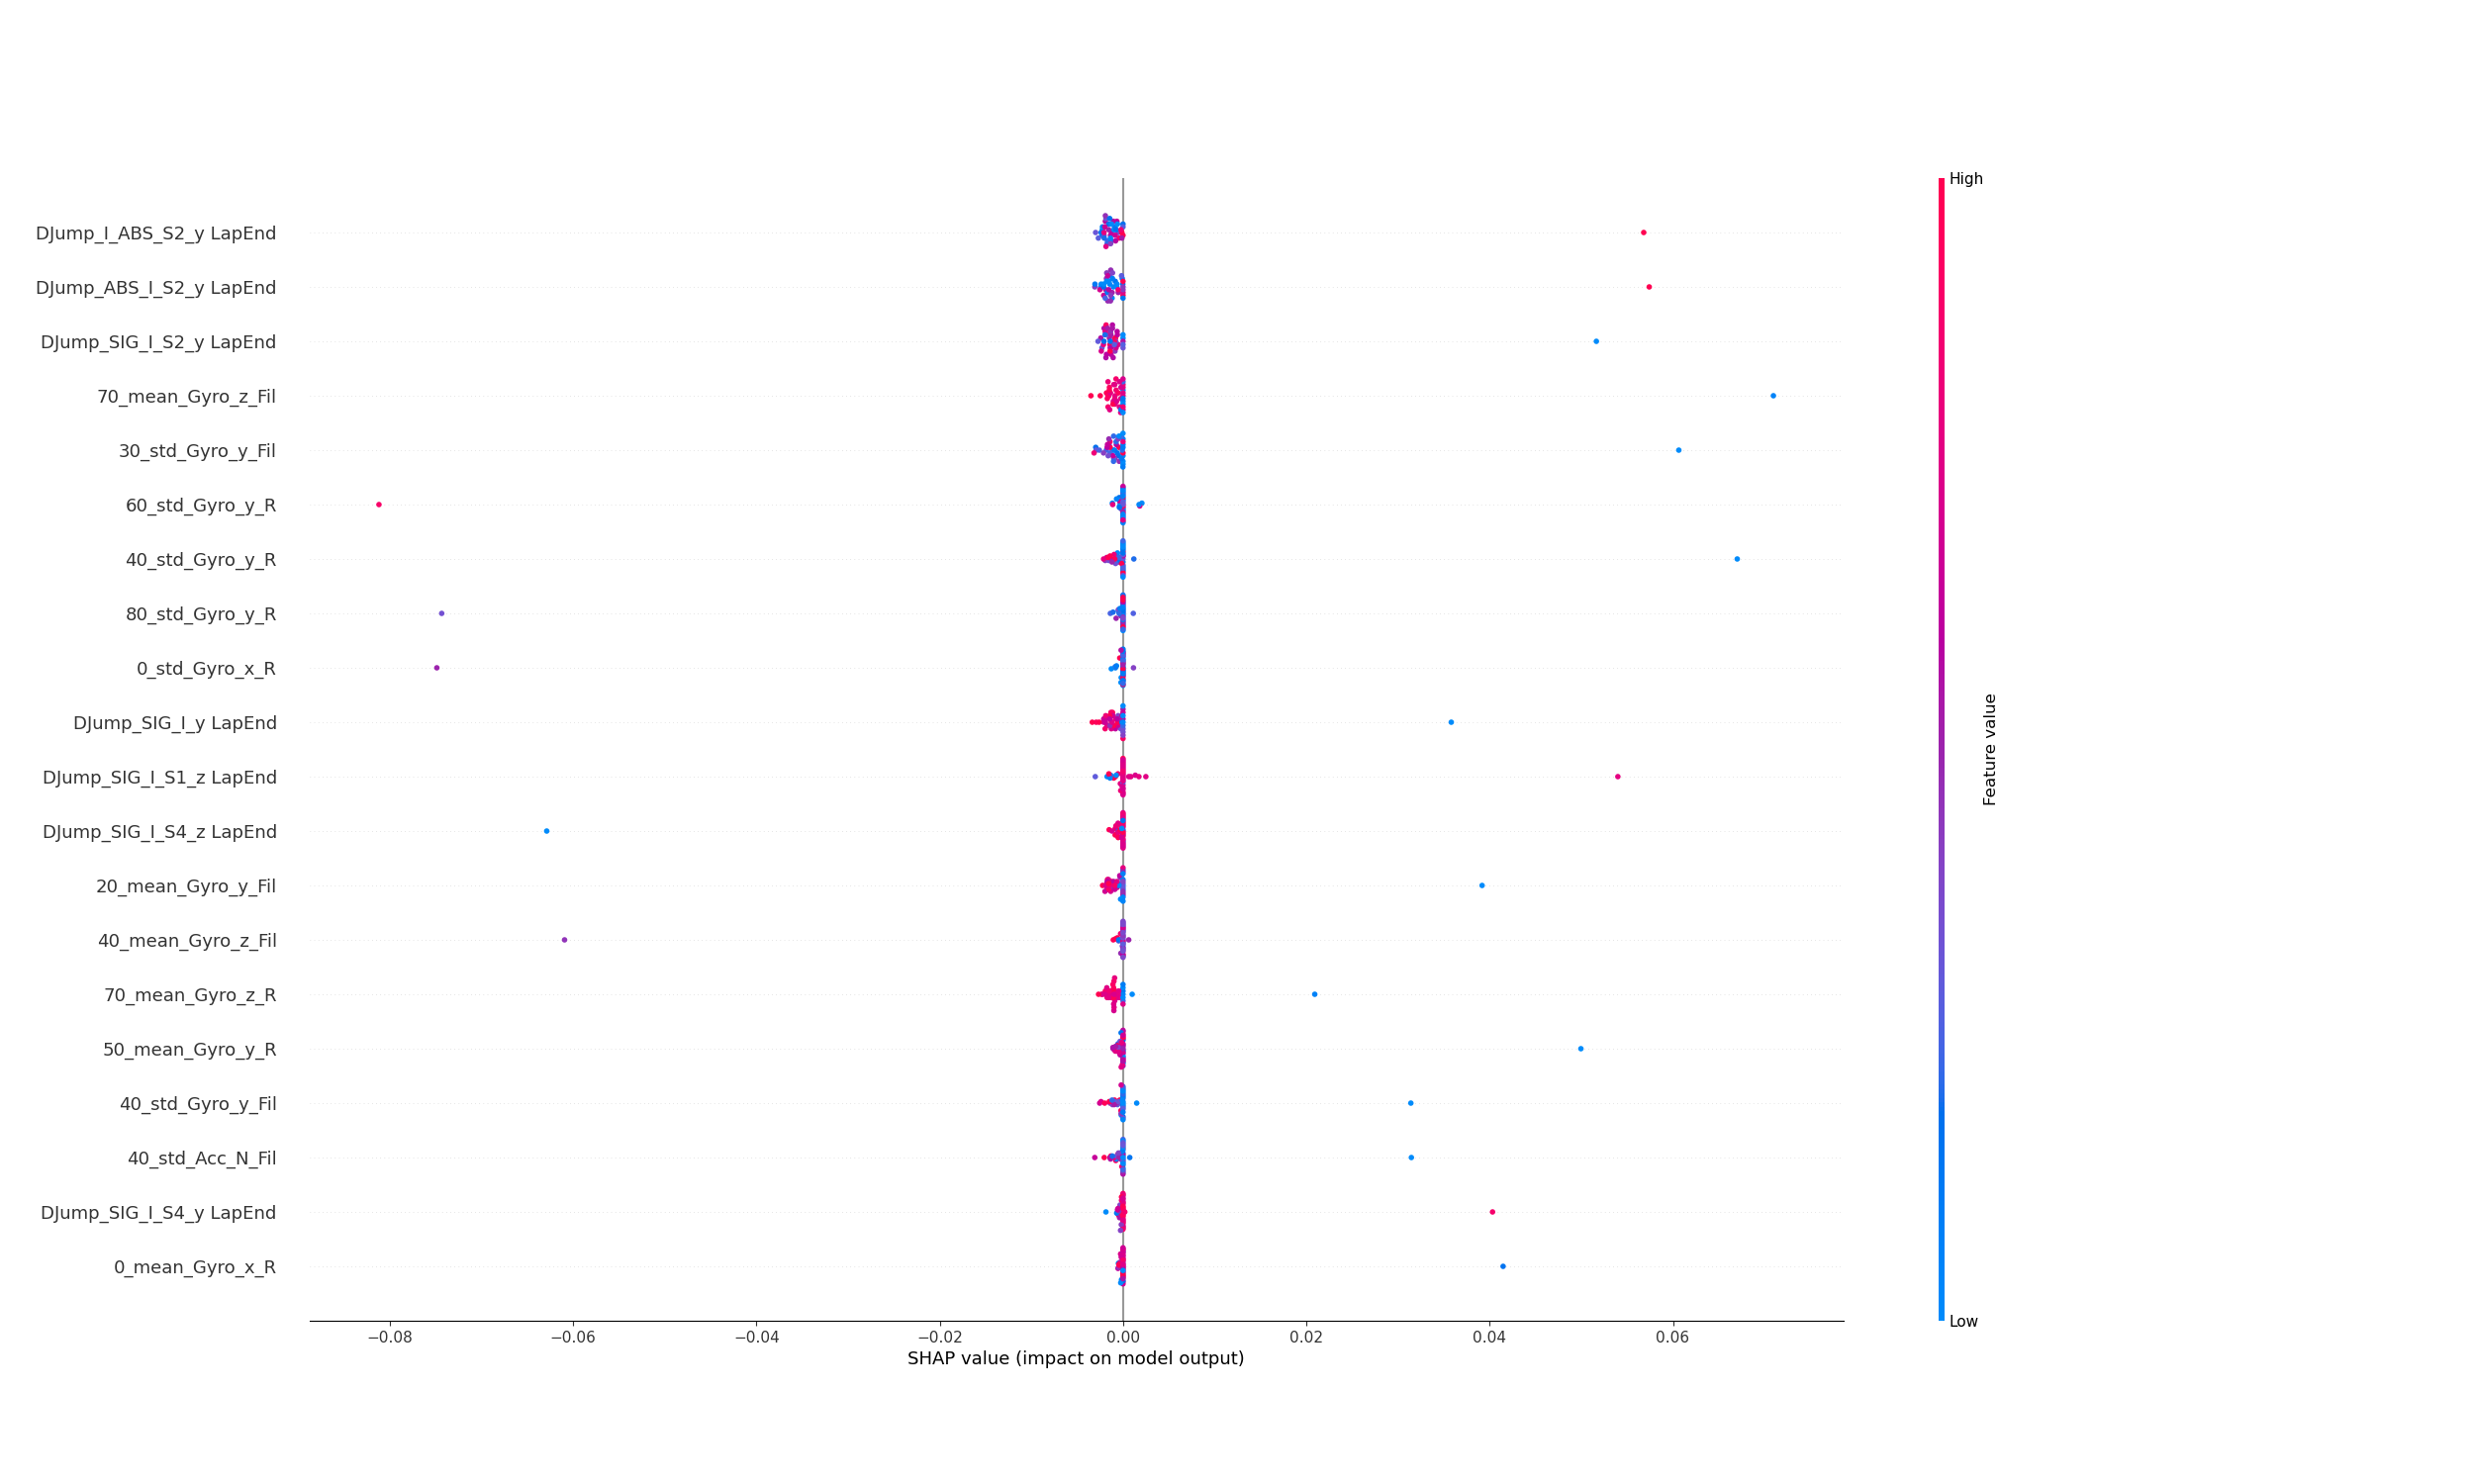 High
DJump_I_ABS_S2_y LapEnd
DJump_ABS_I_S2_y LapEnd
DJump_SIG_I_S2_y LapEnd
70_mean_Gyro_z_Fil
30_std_Gyro_y_Fil
60_std_Gyro_y_R
40_std_Gyro_y_R
80_std_Gyro_y_R
0_std_Gyro_x_R
DJump_SIG_I_y LapEnd
DJump_SIG_I_S1_z LapEnd
DJump_SIG_I_S4_z LapEnd
20_mean_Gyro_y_Fil
40_mean_Gyro_z_Fil
70_mean_Gyro_z_R
50_mean_Gyro_y_R
40_std_Gyro_y_Fil
40_std_Acc_N_Fil
DJump_SIG_I_S4_y LapEnd
0_mean_Gyro_x_R
Feature value
Low
−0.08 −0.06 −0.04 −0.02 0.00 0.02 0.04 0.06
SHAP value (impact on model output)